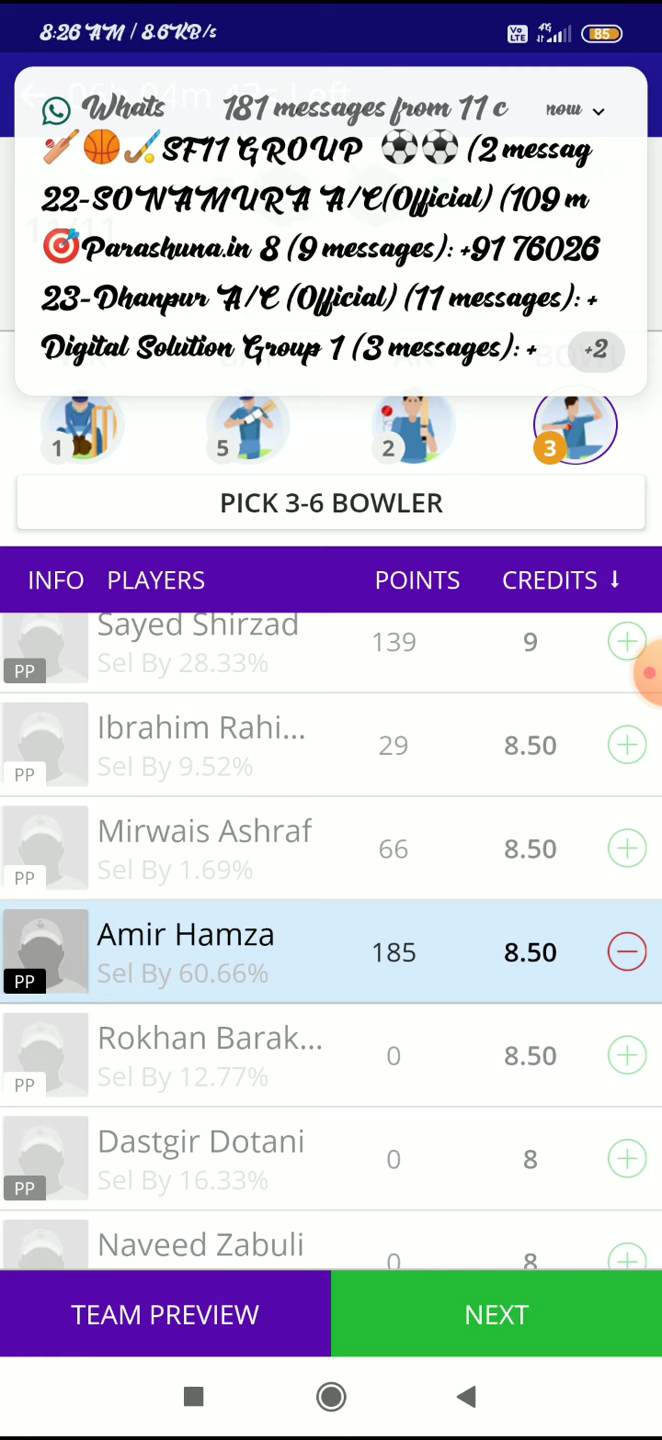 8:26 AM / 8.6KB/s
Vo LTE 4G 85
Whats 181 messages from 11 c now
🏏🏀🏑SF11 GROUP ⚽⚽ (2 messag
22-SONAMURA A/C(Official) (109 m
🎯Parashuna.in 8 (9 messages): +91 76026
23-Dhanpur A/C (Official) (11 messages): +
Digital Solution Group 1 (3 messages): + +2
1 5 2 3
PICK 3-6 BOWLER
INFO PLAYERS POINTS CREDITS ↓
Sayed Shirzad 139 9
PP Sel By 28.33%
Ibrahim Rahi... 29 8.50
PP Sel By 9.52%
Mirwais Ashraf 66 8.50
PP Sel By 1.69%
Amir Hamza 185 8.50
PP Sel By 60.66%
Rokhan Barak... 0 8.50
PP Sel By 12.77%
Dastgir Dotani 0 8
PP Sel By 16.33%
Naveed Zabuli 0 8
TEAM PREVIEW NEXT